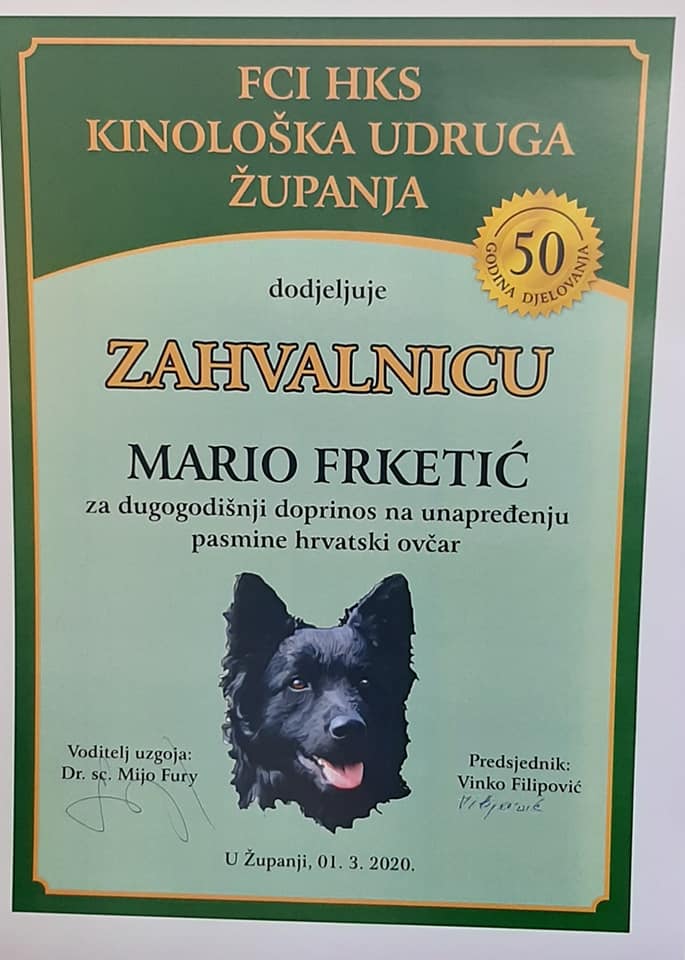 FCI HKS
KINOLOŠKA UDRUGA
ŽUPANJA
50
GODINA DJELOVANJA
dodjeljuje
ZAHVALNICU
MARIO FRKETIĆ
za dugogodišnji doprinos na unapređenju
pasmine hrvatski ovčar
Voditelj uzgoja:
Dr. sc. Mijo Fury
Predsjednik:
Vinko Filipović
U Županji, 01. 3. 2020.